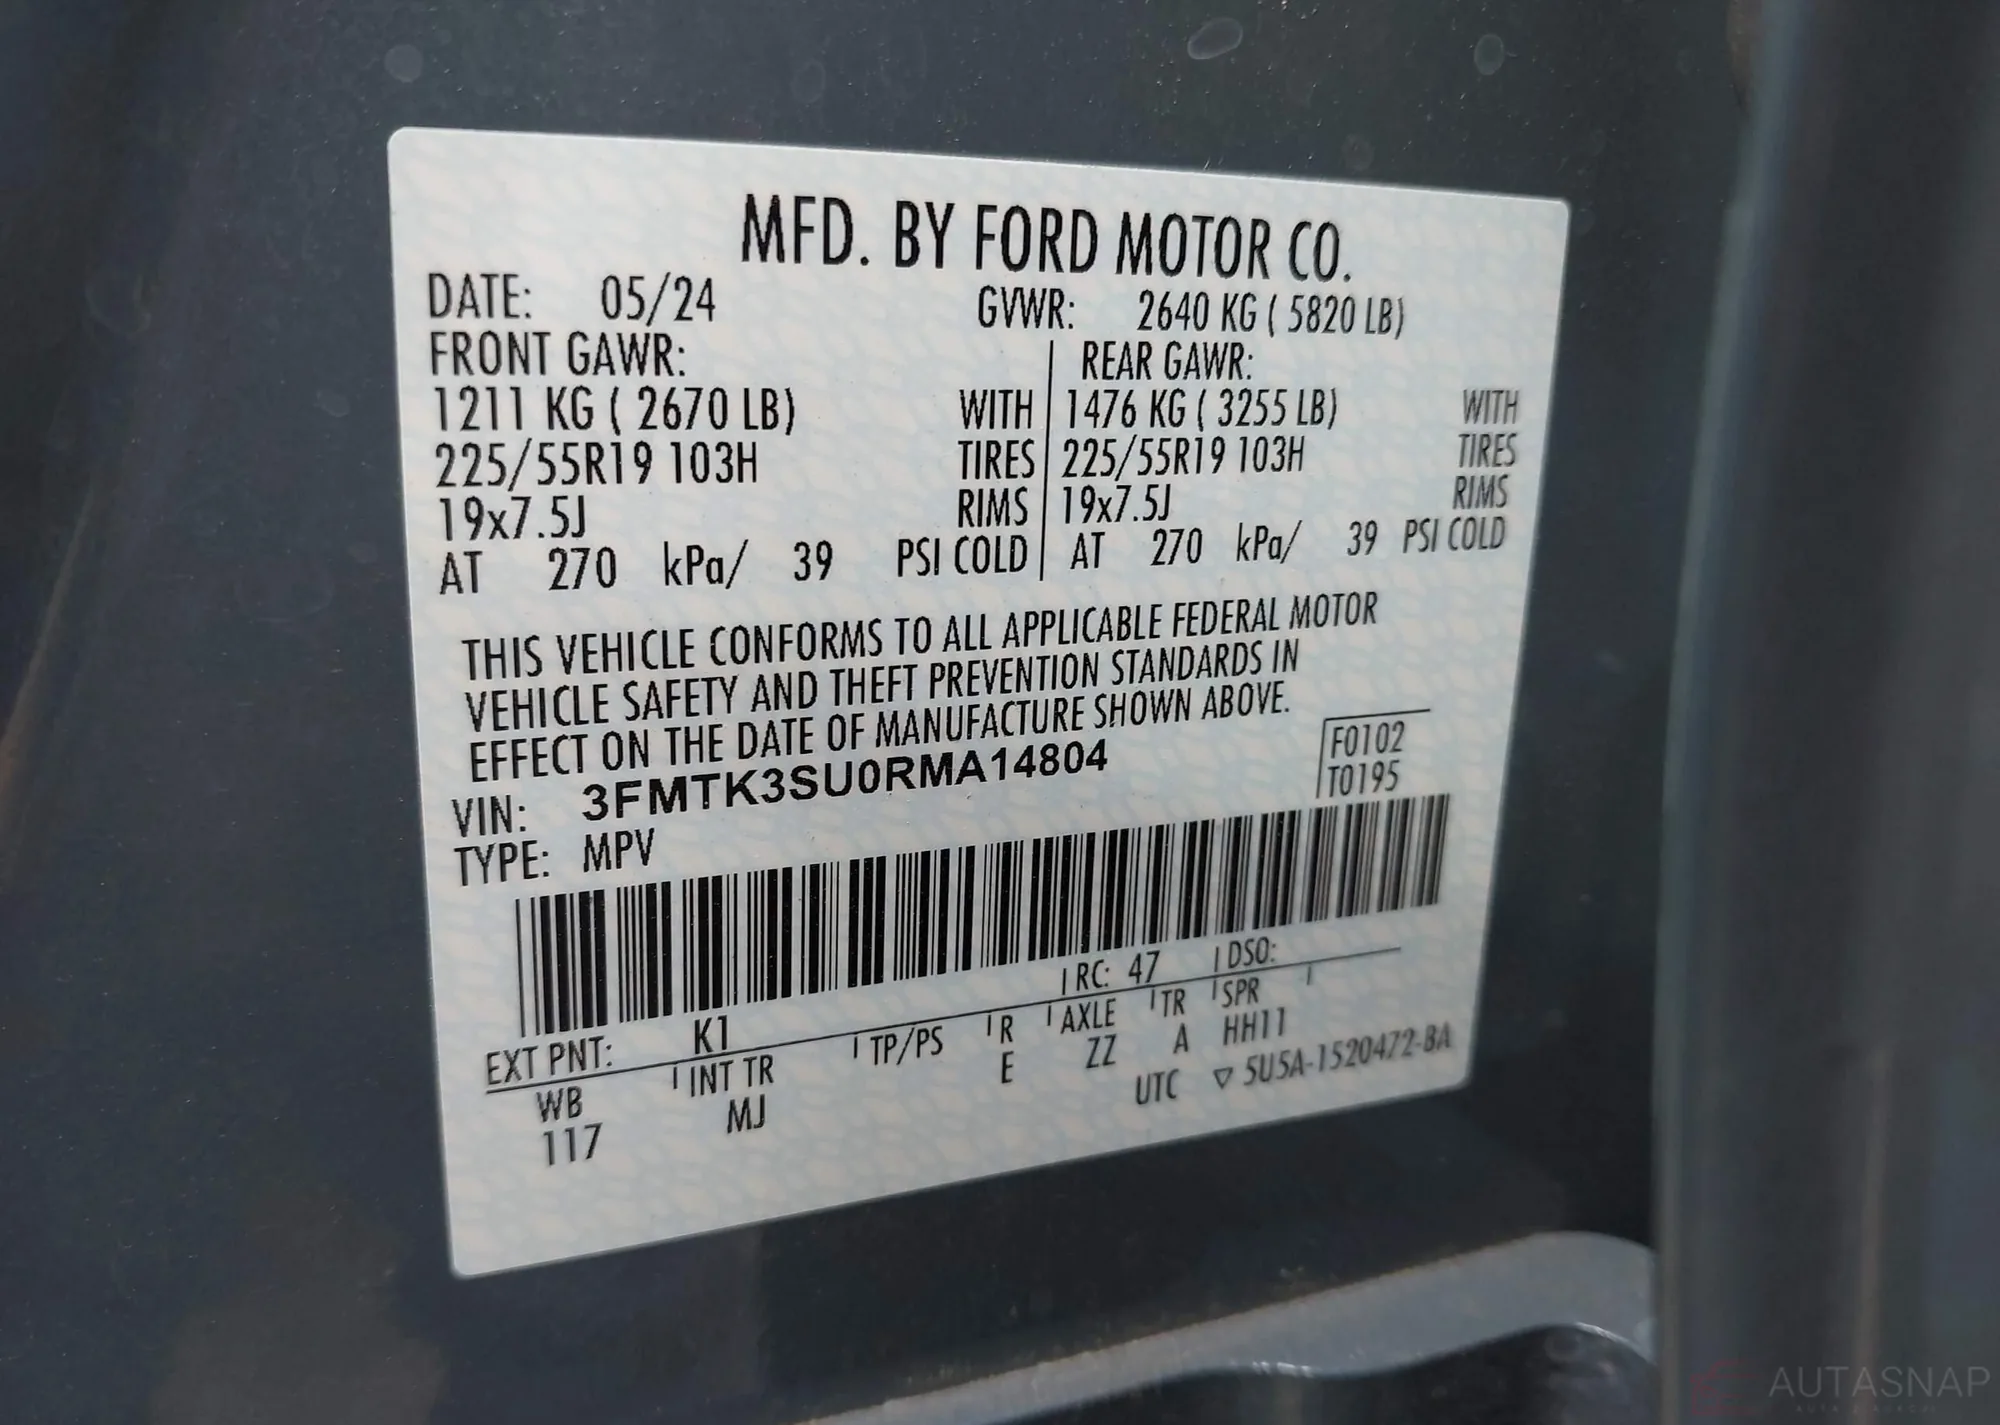 MFD. BY FORD MOTOR CO.
DATE: 05/24 GVWR: 2640 KG ( 5820 LB)
FRONT GAWR: REAR GAWR:
1211 KG ( 2670 LB) WITH 1476 KG ( 3255 LB) WITH
225/55R19 103H TIRES 225/55R19 103H TIRES
19x7.5J RIMS 19x7.5J RIMS
AT 270 kPa/ 39 PSI COLD AT 270 kPa/ 39 PSI COLD
THIS VEHICLE CONFORMS TO ALL APPLICABLE FEDERAL MOTOR
VEHICLE SAFETY AND THEFT PREVENTION STANDARDS IN
EFFECT ON THE DATE OF MANUFACTURE SHOWN ABOVE.
VIN: 3FMTK3SU0RMA14804
F0102
TYPE: MPV
T0195
EXT PNT: K1 RC: 47 DSO:
WB INT TR TP/PS R AXLE TR SPR
117 MJ E ZZ A HH11
UTC ▽ 5U5A-1520472-BA
AUTASNAP